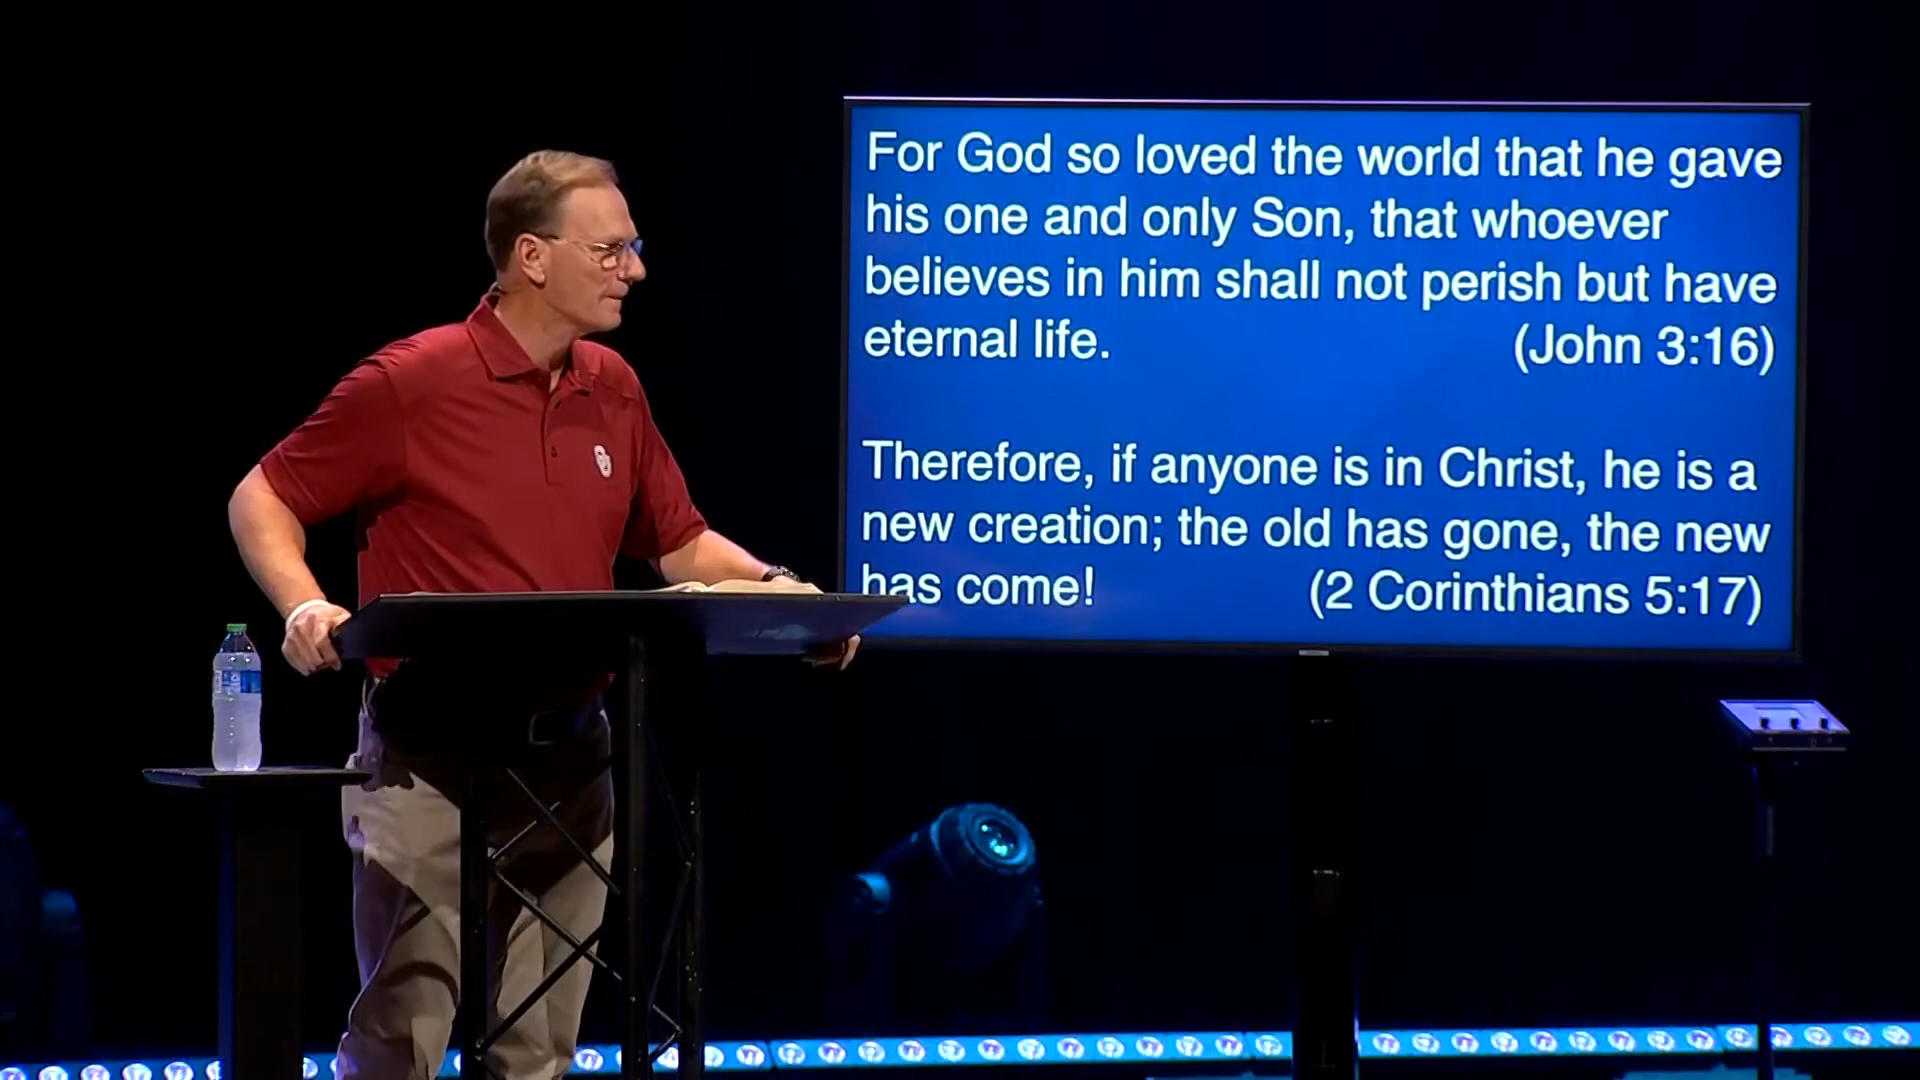 For God so loved the world that he gave
his one and only Son, that whoever
believes in him shall not perish but have
eternal life. (John 3:16)
Therefore, if anyone is in Christ, he is a
new creation; the old has gone, the new
has come! (2 Corinthians 5:17)